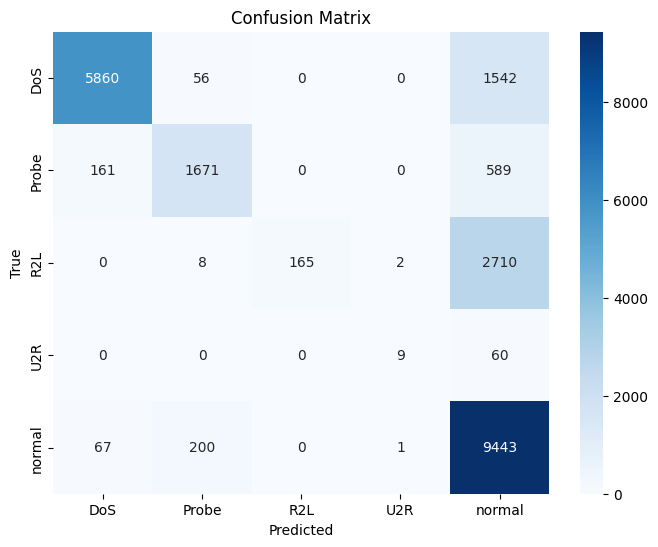 Confusion Matrix
DoS 5860 56 0 0 1542
Probe 161 1671 0 0 589
R2L 0 8 165 2 2710
U2R 0 0 0 9 60
normal 67 200 0 1 9443
DoS Probe R2L U2R normal
Predicted
True
8000
6000
4000
2000
0